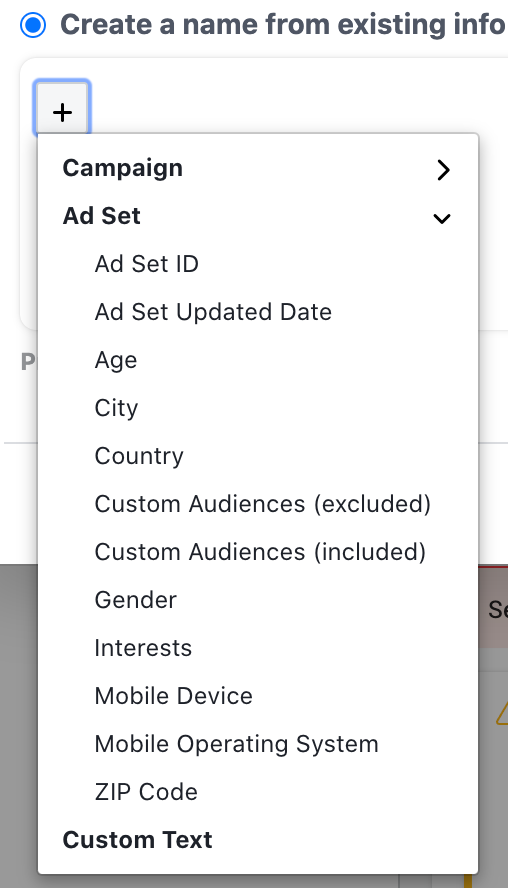 Create a name from existing info
+
Campaign
Ad Set
Ad Set ID
Ad Set Updated Date
Age
City
Country
Custom Audiences (excluded)
Custom Audiences (included)
Gender
Interests
Mobile Device
Mobile Operating System
ZIP Code
Custom Text